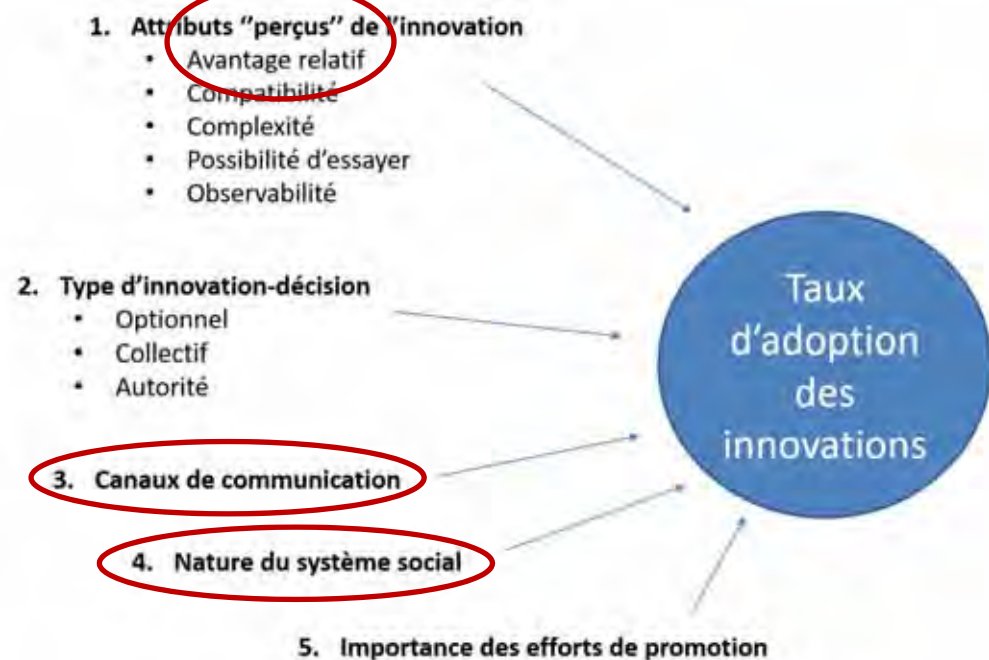 1. Attributs "perçus" de l'innovation
• Avantage relatif
• Compatibilité
• Complexité
• Possibilité d'essayer
• Observabilité
2. Type d'innovation-décision
• Optionnel
• Collectif
• Autorité
3. Canaux de communication
4. Nature du système social
5. Importance des efforts de promotion
Taux
d'adoption
des
innovations